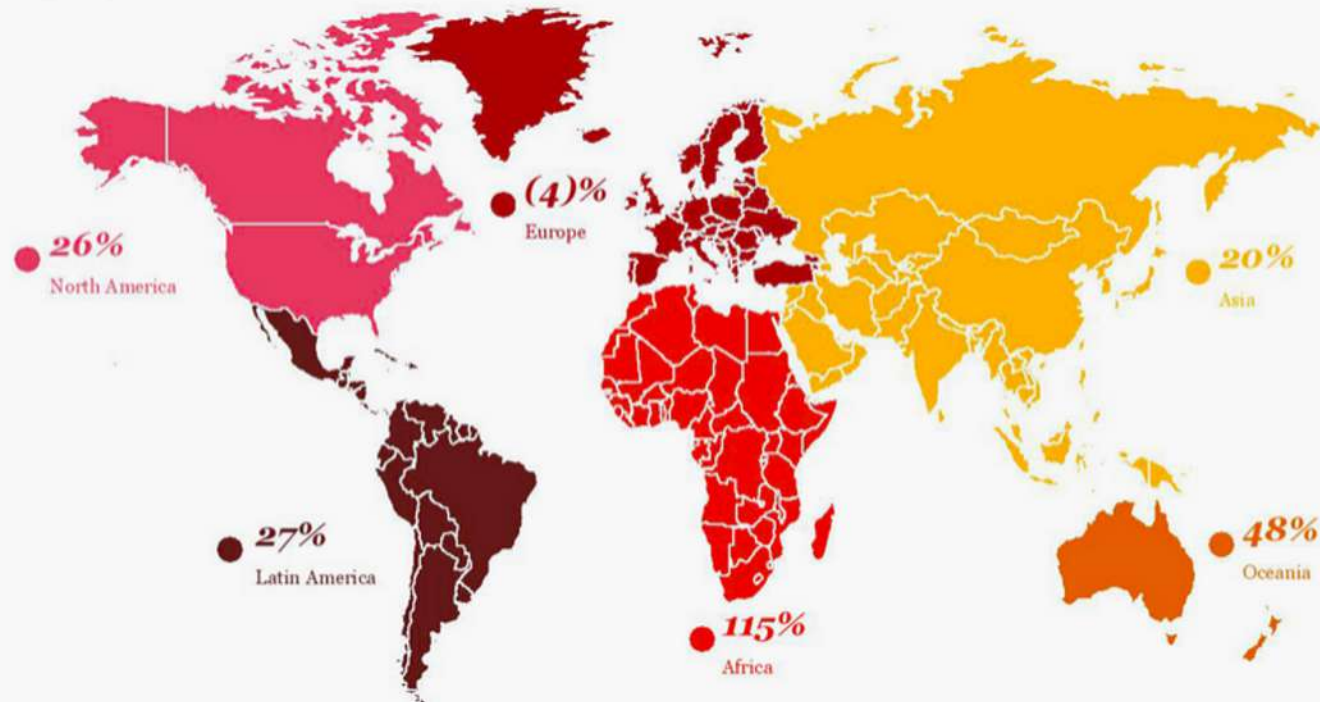 (4)%
Europe
26%
North America
20%
Asia
27%
Latin America
48%
Oceania
115%
Africa